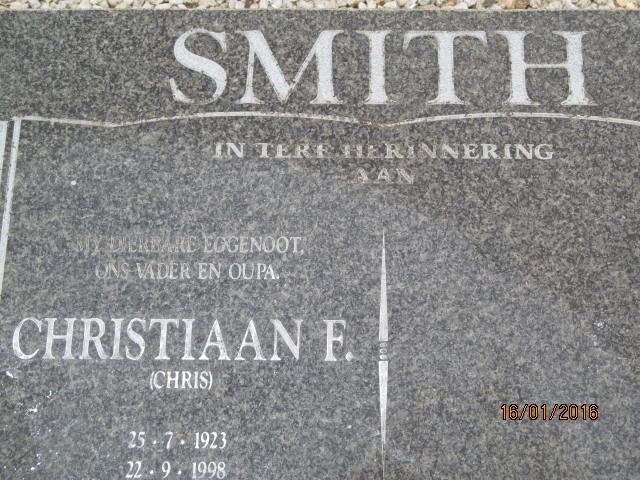 SMITH
IN TERE HERINNERING
AAN
MY DIERBARE EGGENOOT,
ONS VADER EN OUPA.
CHRISTIAAN F.
(CHRIS)
25 · 7 · 1923
22 · 9 · 1998
16/01/2016